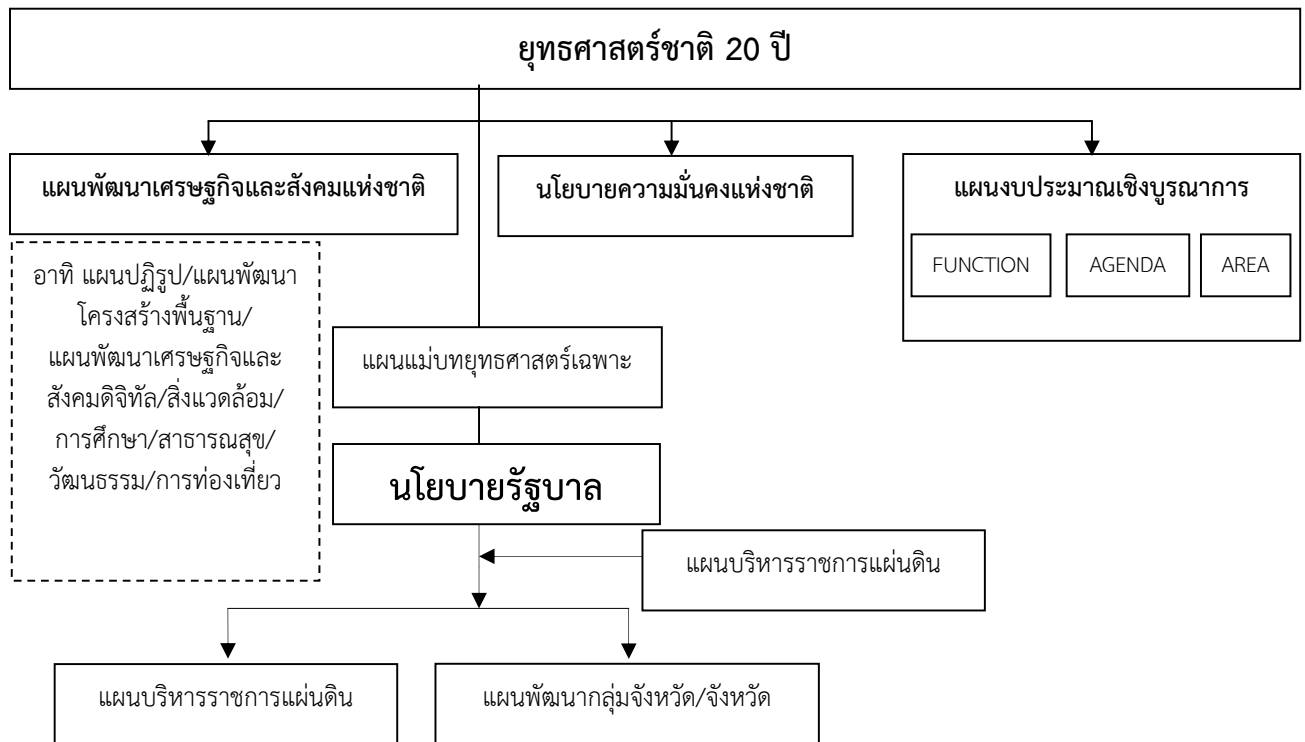 ยุทธศาสตร์ชาติ 20 ปี
แผนพัฒนาเศรษฐกิจและสังคมแห่งชาติ
นโยบายความมั่นคงแห่งชาติ
แผนงบประมาณเชิงบูรณาการ
FUNCTION
AGENDA
AREA
อาทิ แผนปฏิรูป/แผนพัฒนา
โครงสร้างพื้นฐาน/
แผนพัฒนาเศรษฐกิจและ
สังคมดิจิทัล/สิ่งแวดล้อม/
การศึกษา/สาธารณสุข/
วัฒนธรรม/การท่องเที่ยว
แผนแม่บทยุทธศาสตร์เฉพาะ
นโยบายรัฐบาล
แผนบริหารราชการแผ่นดิน
แผนบริหารราชการแผ่นดิน
แผนพัฒนากลุ่มจังหวัด/จังหวัด